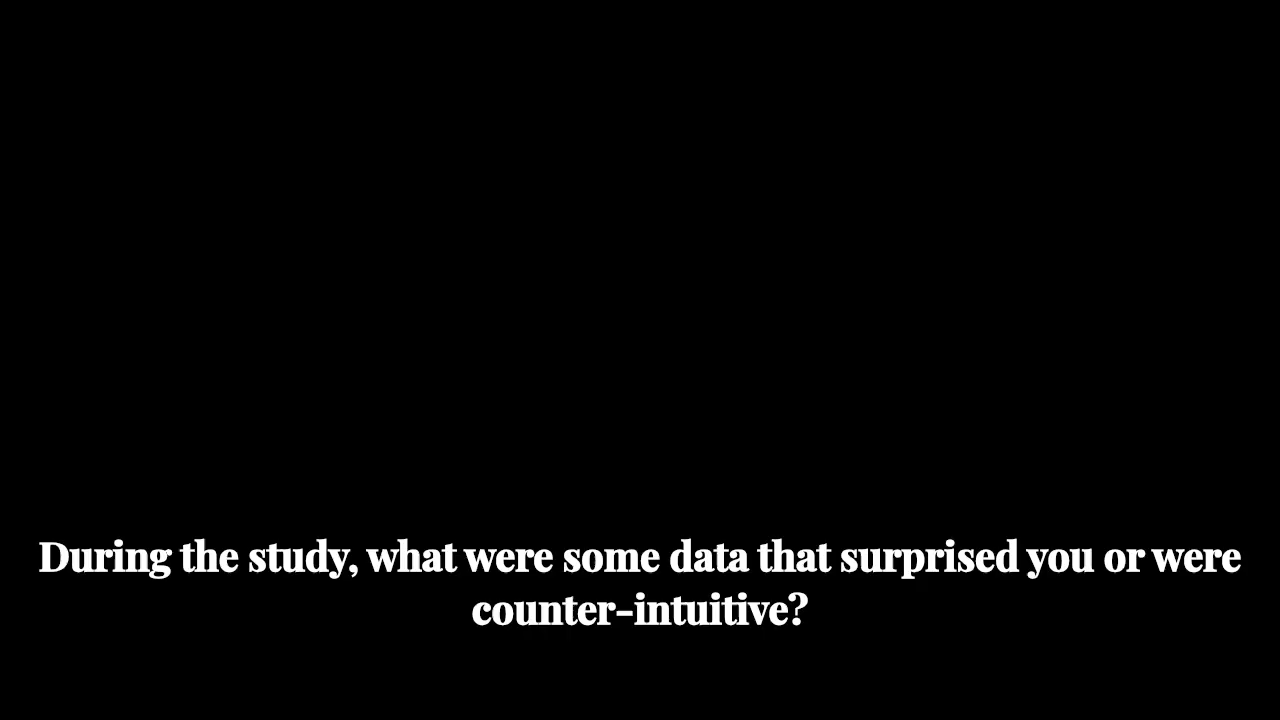 During the study, what were some data that surprised you or were
counter-intuitive?